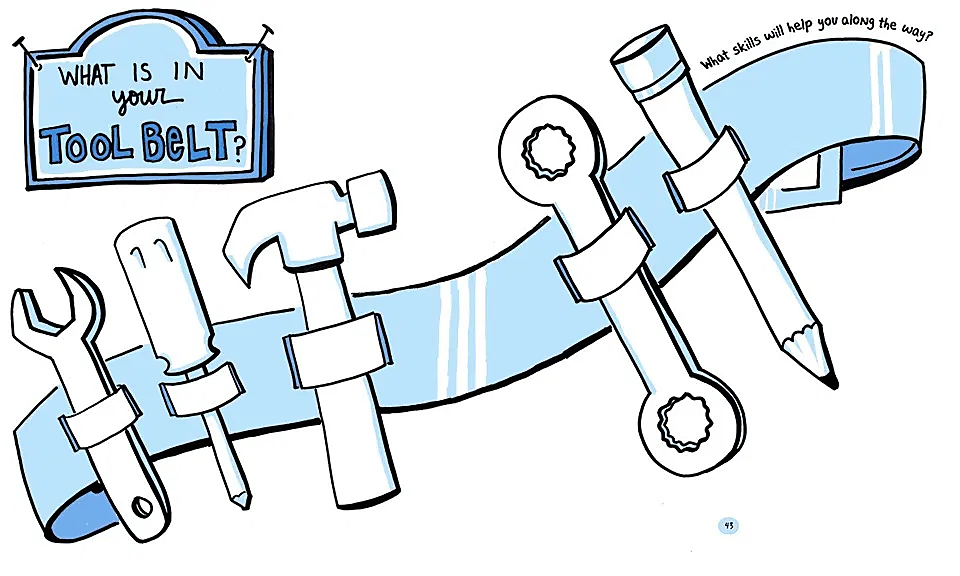 WHAT IS IN
your
TOOL BELT?
What skills will help you along the way?
43